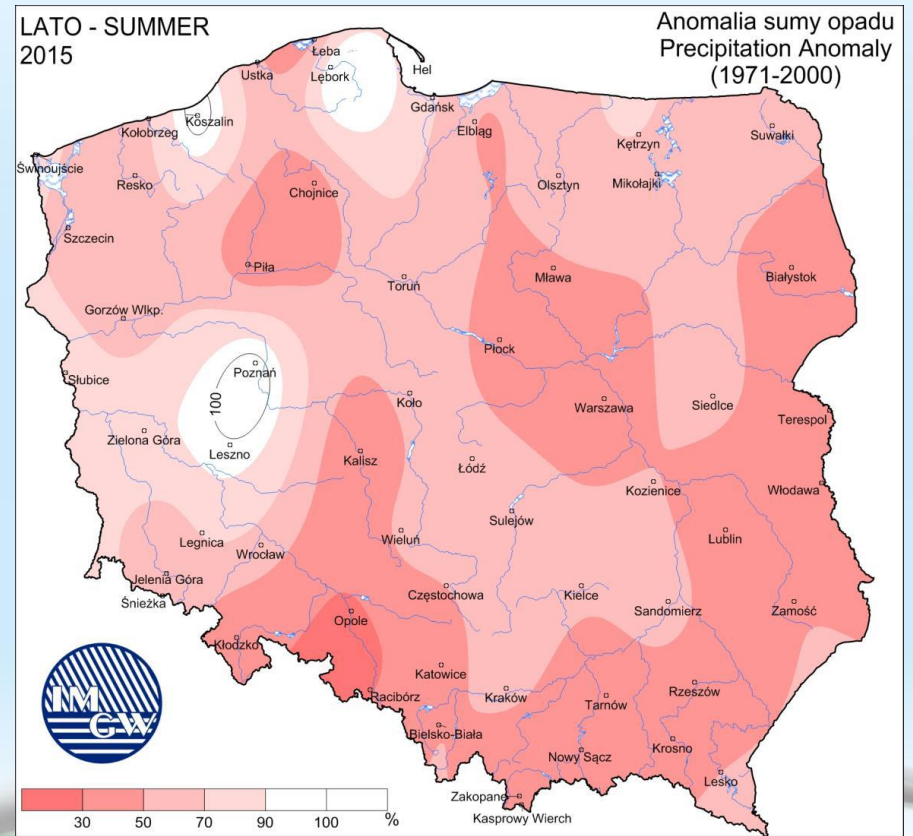 LATO - SUMMER
2015
Anomalia sumy opadu
Precipitation Anomaly
(1971-2000)
Łeba
Ustka
Lębork
Hel
Gdańsk
Koszalin
Kołobrzeg
Elbląg
Kętrzyn
Suwałki
Świnoujście
Resko
Chojnice
Olsztyn
Mikołajki
Szczecin
Piła
Toruń
Mława
Białystok
Gorzów Wlkp.
Płock
Poznań
Słubice
Koło
100
Warszawa
Siedlce
Terespol
Zielona Góra
Leszno
Kalisz
Łódź
Kozienice
Włodawa
Sulejów
Legnica
Wrocław
Wieluń
Lublin
Jelenia Góra
Śnieżka
Częstochowa
Kielce
Sandomierz
Zamość
Opole
Kłodzko
Katowice
Racibórz
Kraków
Tarnów
Rzeszów
Bielsko-Biała
Nowy Sącz
Krosno
Lesko
Zakopane
Kasprowy Wierch
IM
GW
30 50 70 90 100 %